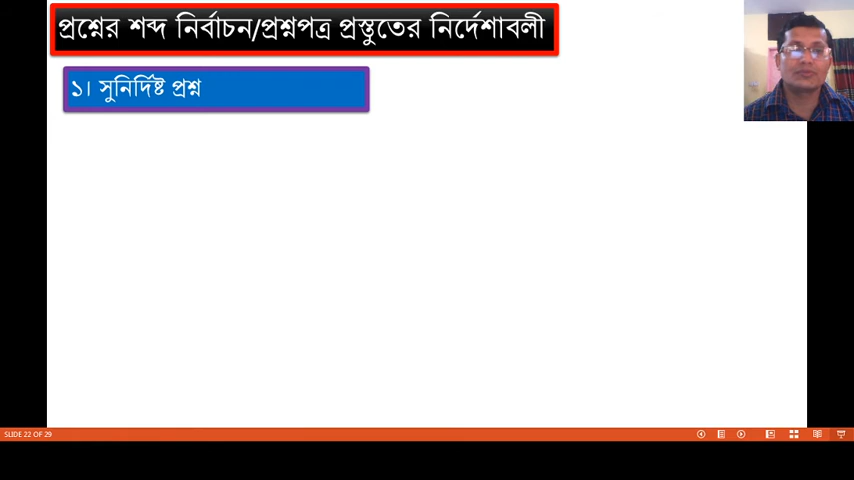 প্রশ্নের শব্দ নির্বাচন/প্রশ্নপত্র প্রস্তুতের নির্দেশাবলী
১। সুনির্দিষ্ট প্রশ্ন
SLIDE 22 OF 29